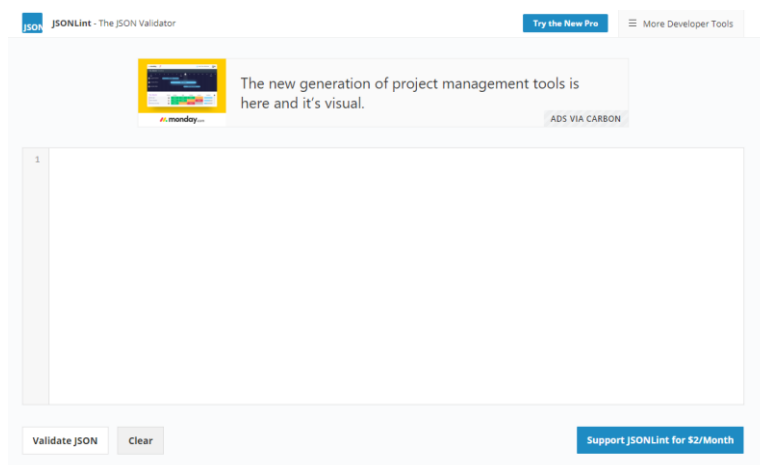 JSON
JSONLint - The JSON Validator
Try the New Pro
☰ More Developer Tools
The new generation of project management tools is
here and it's visual.
monday.com
ADS VIA CARBON
1
Validate JSON
Clear
Support JSONLint for $2/Month